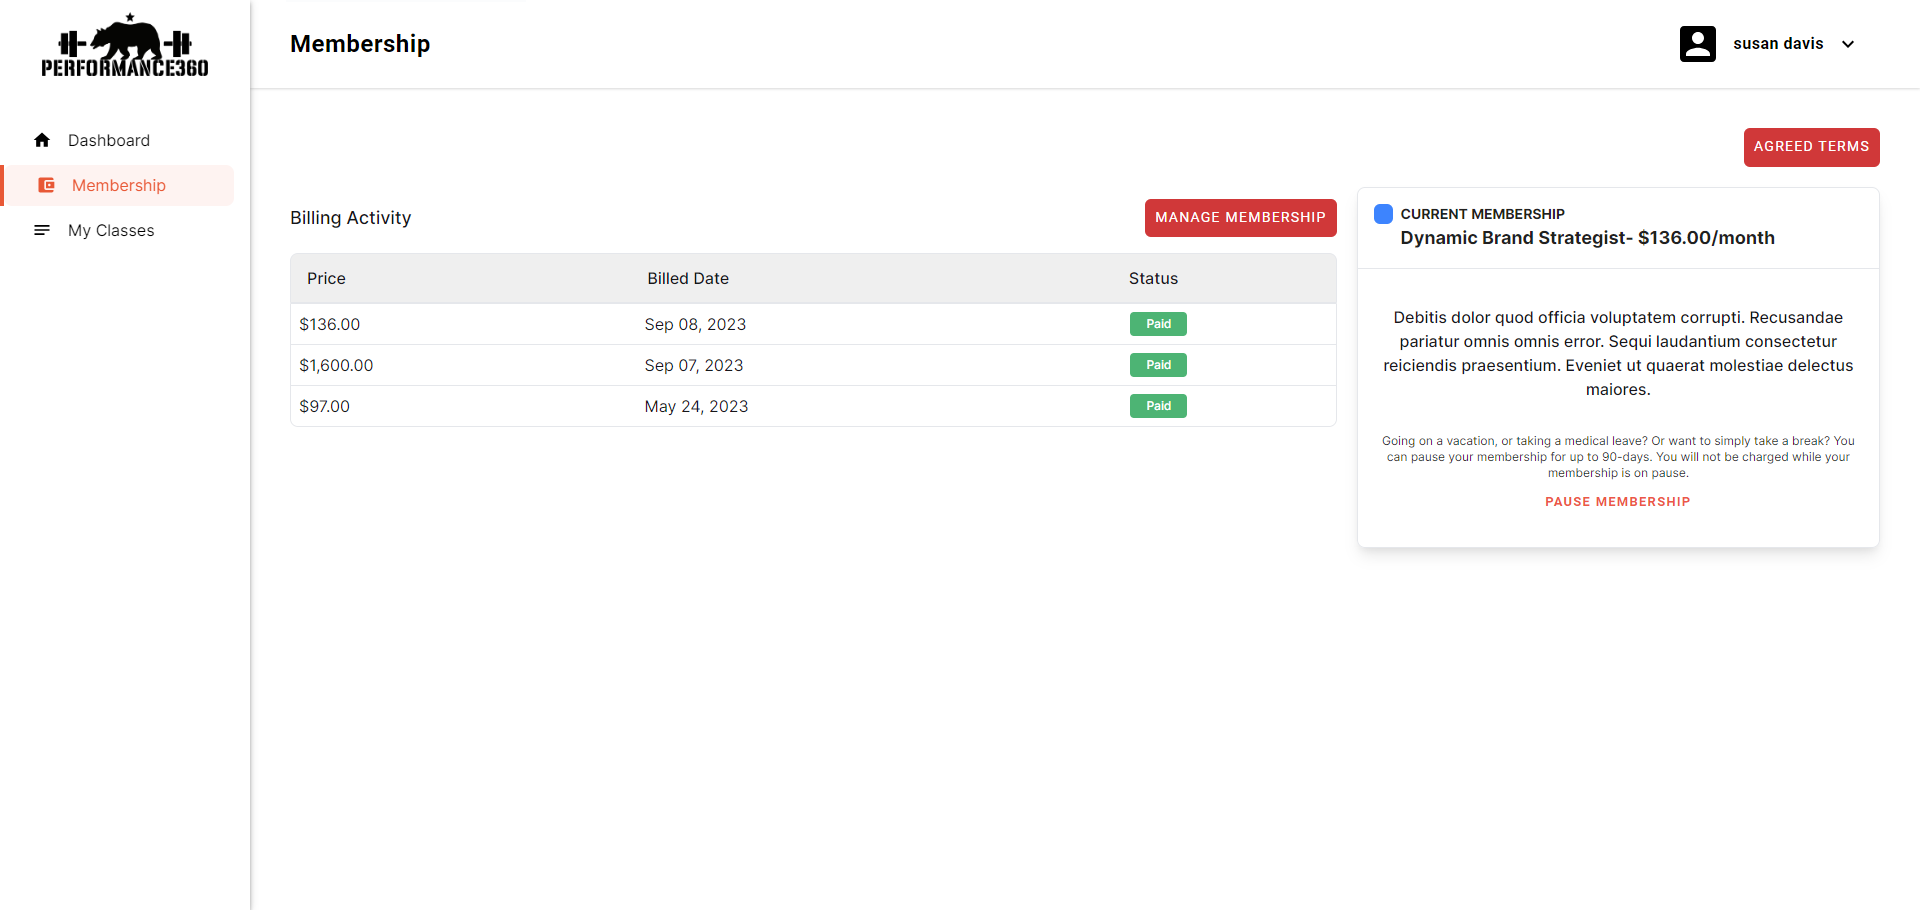 PERFORMANCE360
Membership
susan davis
Dashboard
Membership
My Classes
AGREED TERMS
Billing Activity
MANAGE MEMBERSHIP
Price Billed Date Status
$136.00 Sep 08, 2023 Paid
$1,600.00 Sep 07, 2023 Paid
$97.00 May 24, 2023 Paid
CURRENT MEMBERSHIP
Dynamic Brand Strategist- $136.00/month
Debitis dolor quod officia voluptatem corrupti. Recusandae
pariatur omnis omnis error. Sequi laudantium consectetur
reiciendis praesentium. Eveniet ut quaerat molestiae delectus
maiores.
Going on a vacation, or taking a medical leave? Or want to simply take a break? You
can pause your membership for up to 90-days. You will not be charged while your
membership is on pause.
PAUSE MEMBERSHIP